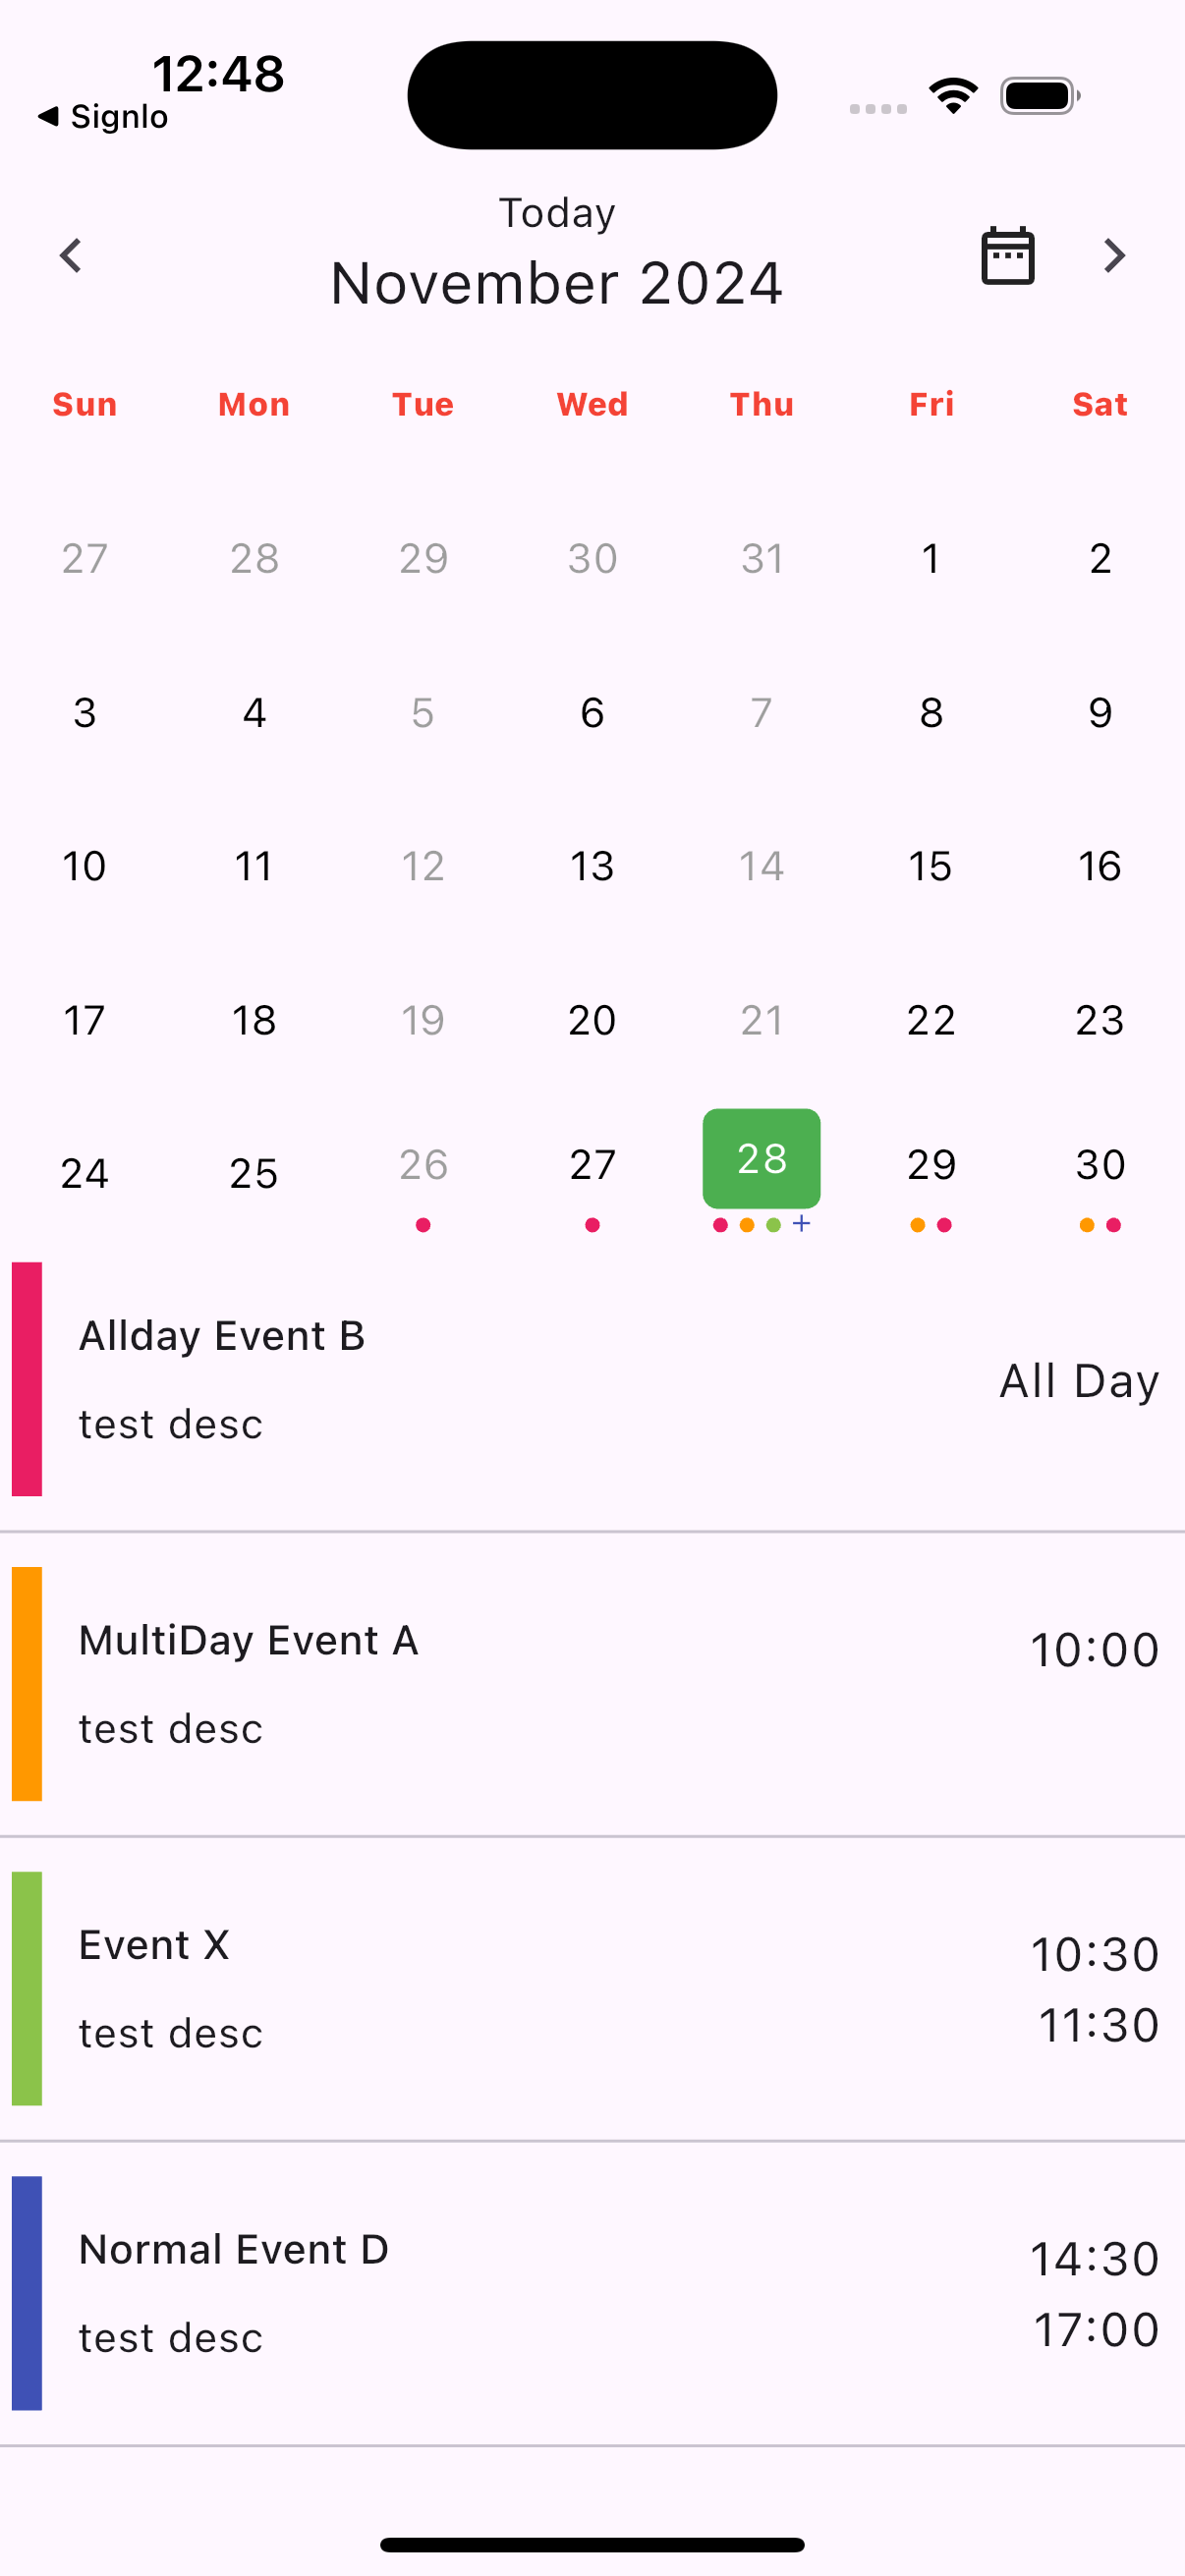 12:48
◀ Signlo
Today
November 2024
Sun Mon Tue Wed Thu Fri Sat
27 28 29 30 31 1 2
3 4 5 6 7 8 9
10 11 12 13 14 15 16
17 18 19 20 21 22 23
24 25 26 27 28 29 30
+
Allday Event B
test desc
All Day
MultiDay Event A
test desc
10:00
Event X
test desc
10:30
11:30
Normal Event D
test desc
14:30
17:00